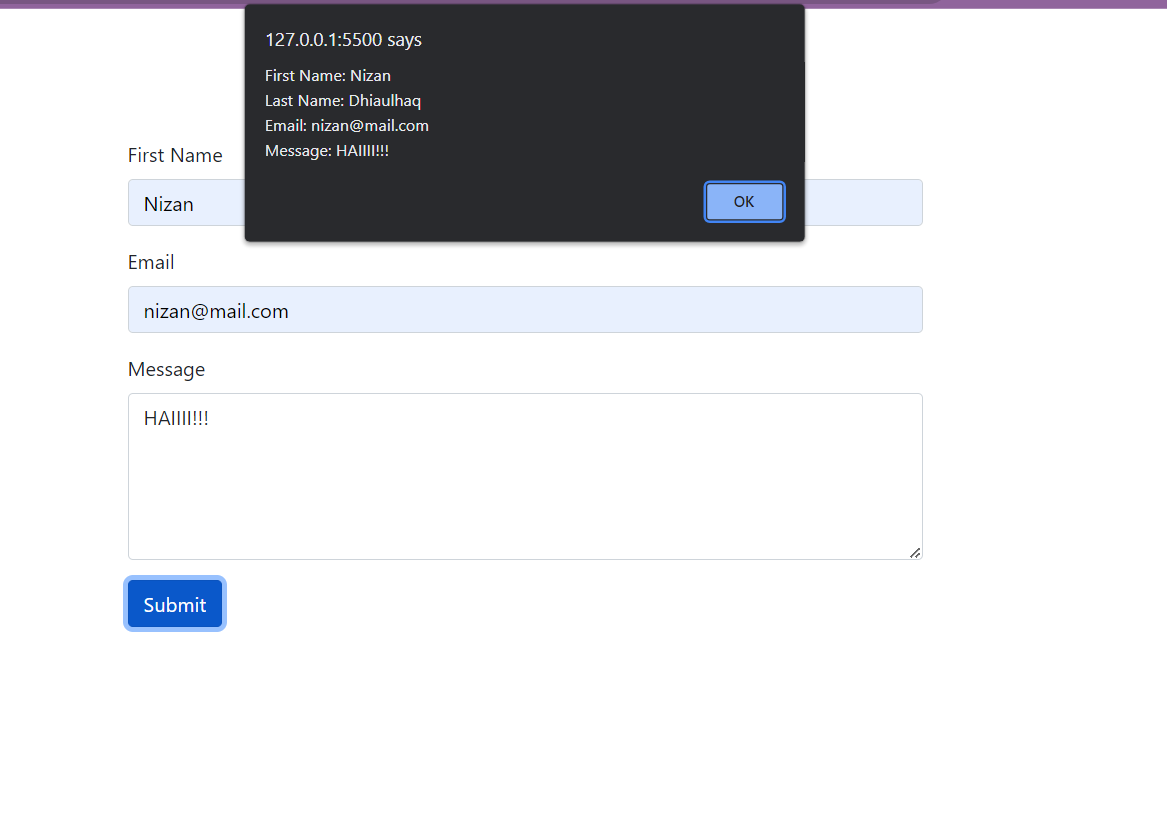 127.0.0.1:5500 says
First Name: Nizan
Last Name: Dhiaulhaq
Email: nizan@mail.com
Message: HAIIII!!!
OK
First Name
Nizan
Email
nizan@mail.com
Message
HAIIII!!!
Submit